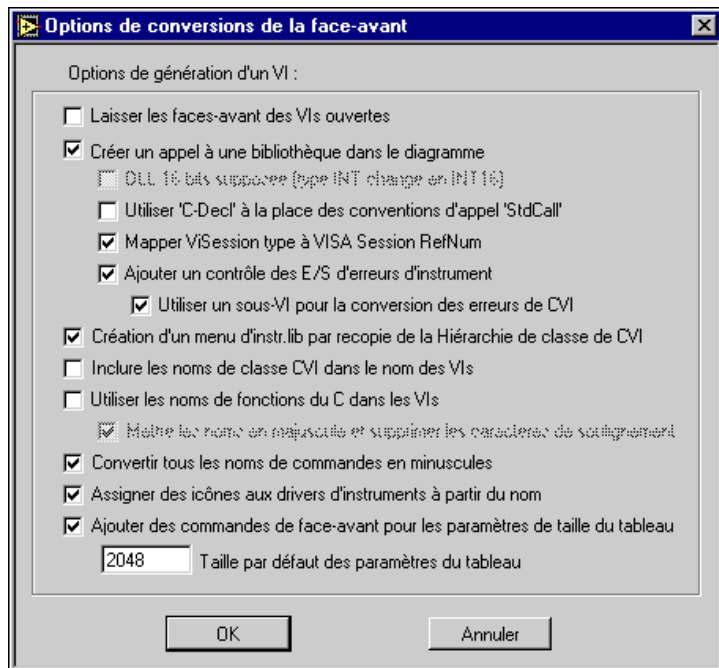 Options de conversions de la face-avant
Options de génération d'un VI :
Laisser les faces-avant des VIs ouvertes
Créer un appel à une bibliothèque dans le diagramme
DLL 16 bits supposée (type INT change en INT16)
Utiliser 'C-Decl' à la place des conventions d'appel 'StdCall'
Mapper ViSession type à VISA Session RefNum
Ajouter un contrôle des E/S d'erreurs d'instrument
Utiliser un sous-VI pour la conversion des erreurs de CVI
Création d'un menu d'instr.lib par recopie de la Hiérarchie de classe de CVI
Inclure les noms de classe CVI dans le nom des VIs
Utiliser les noms de fonctions du C dans les VIs
Mettre les noms en majuscule et supprimer les caractères de soulignement
Convertir tous les noms de commandes en minuscules
Assigner des icônes aux drivers d'instruments à partir du nom
Ajouter des commandes de face-avant pour les paramètres de taille du tableau
2048 Taille par défaut des paramètres du tableau
OK Annuler